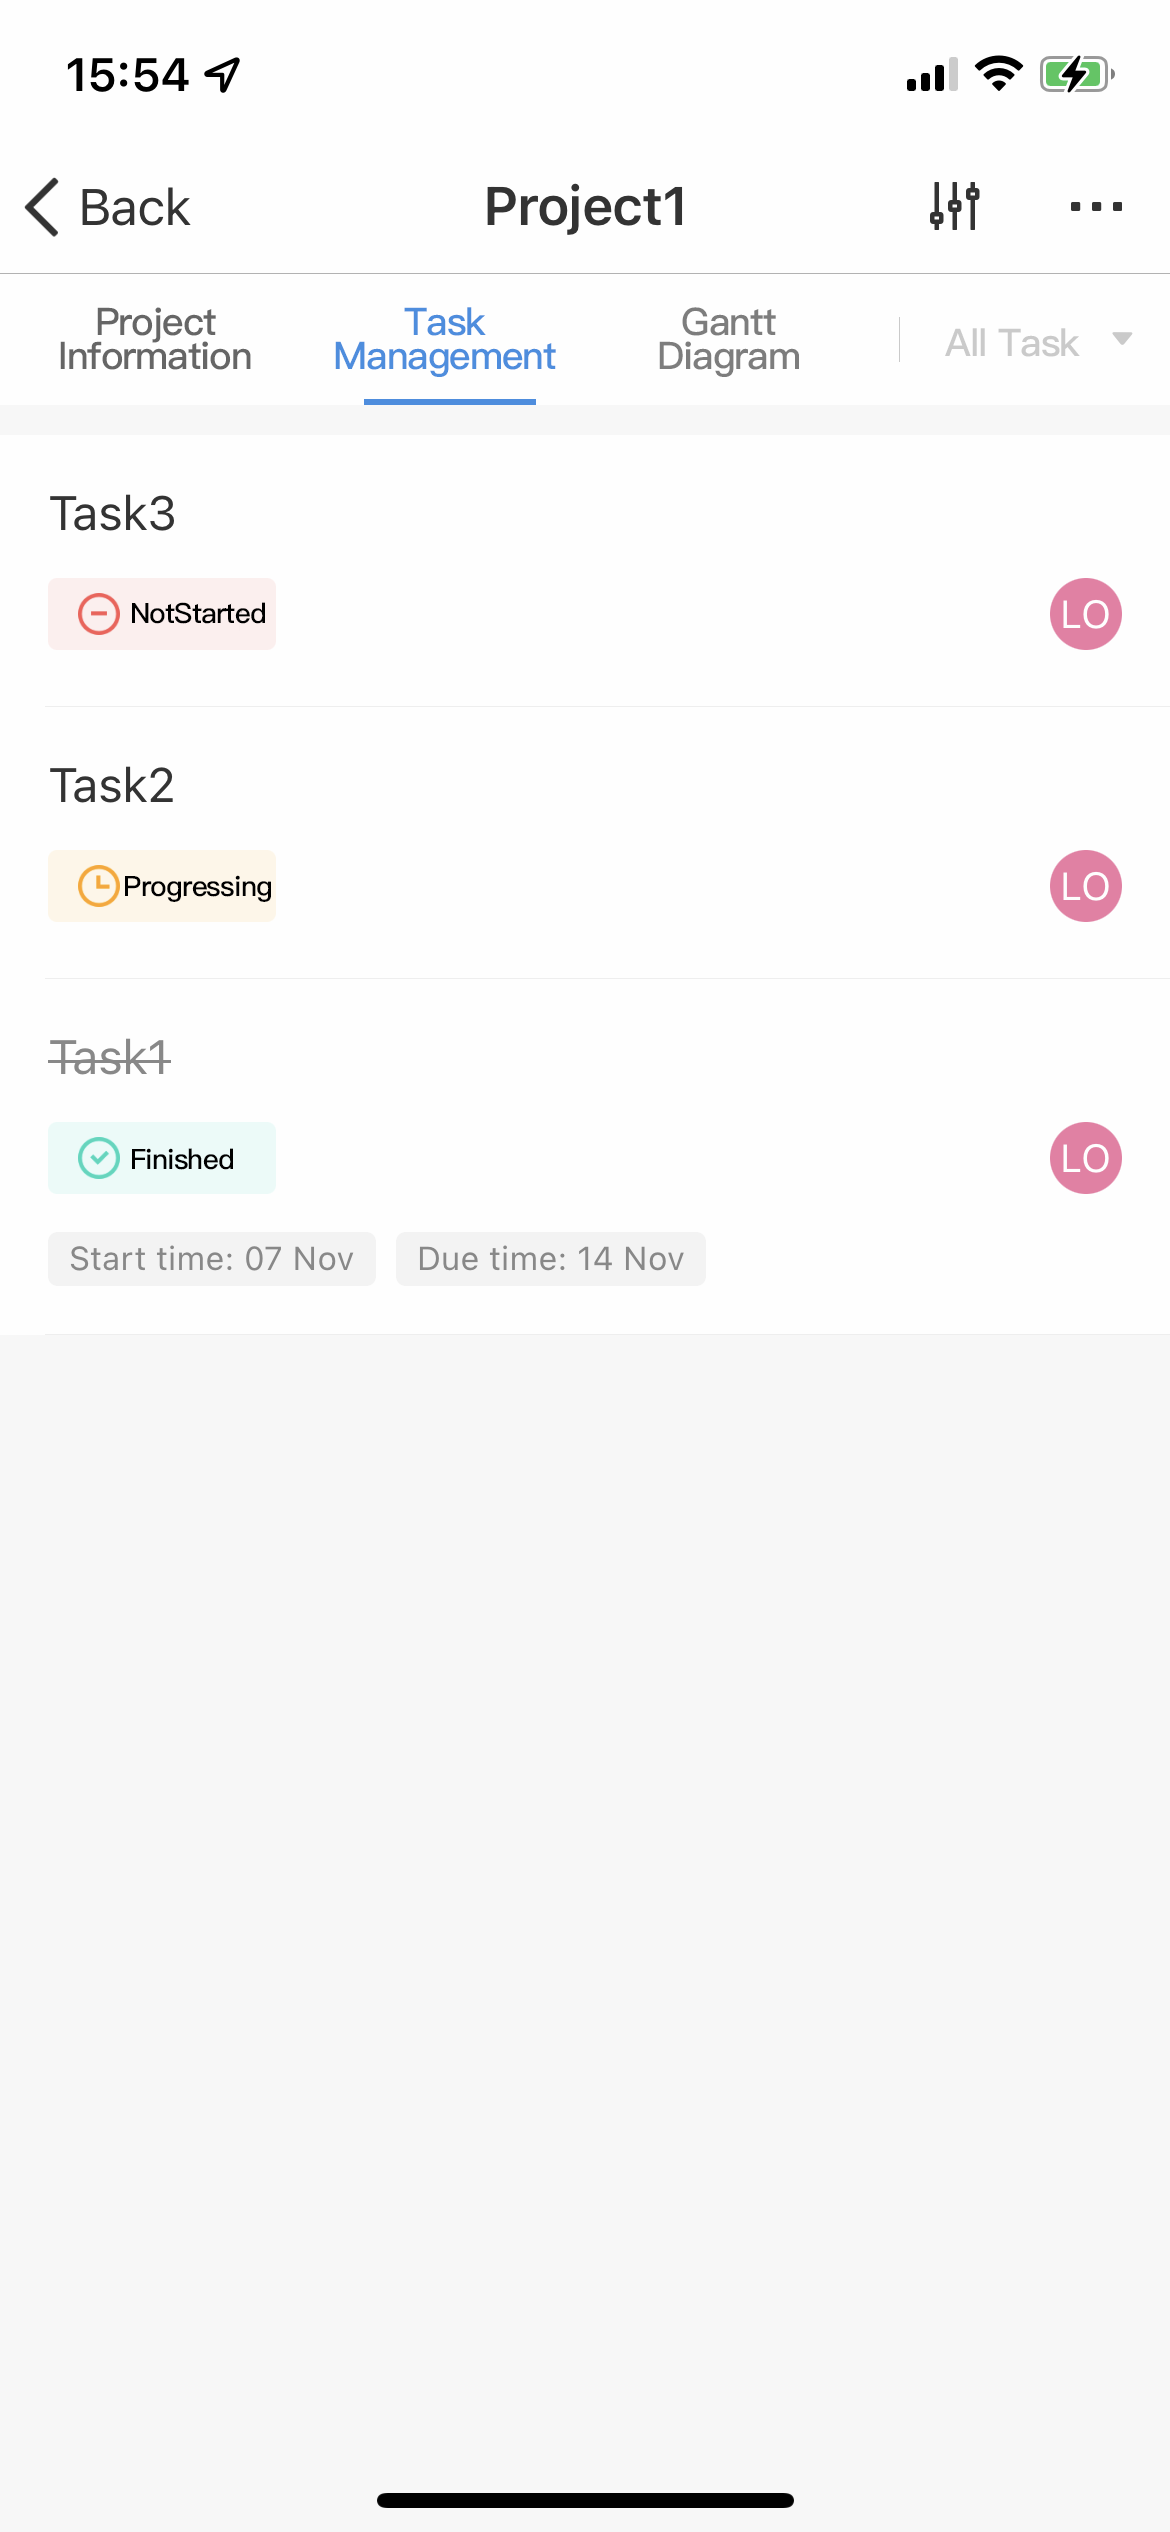 15:54
Back
Project1
Project
Information
Task
Management
Gantt
Diagram
All Task
Task3
NotStarted
LO
Task2
Progressing
LO
Task1
Finished
LO
Start time: 07 Nov
Due time: 14 Nov